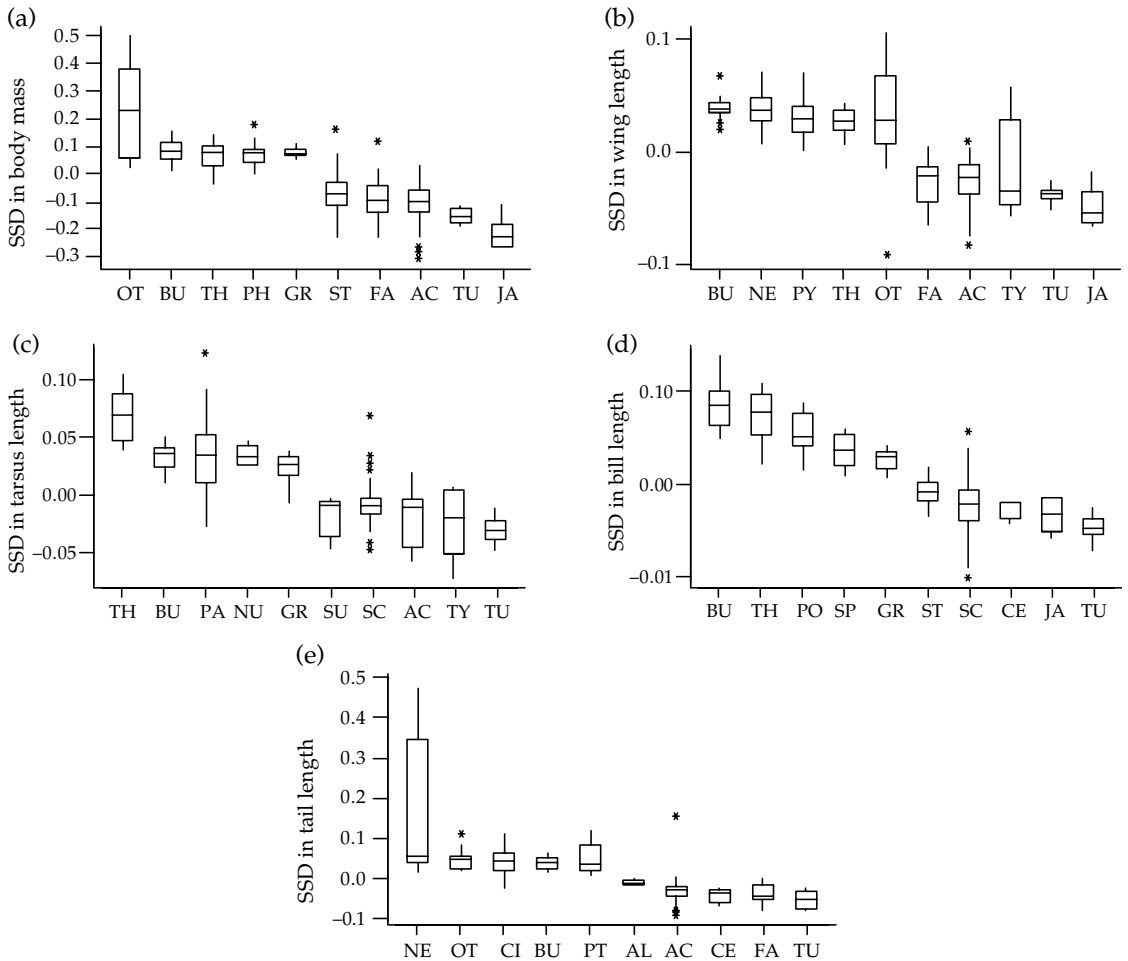 (a)
SSD in body mass
0.5
0.4
0.3
0.2
0.1
0.0
−0.1
−0.2
−0.3
OT BU TH PH GR ST FA AC TU JA
(b)
SSD in wing length
0.1
0.0
−0.1
BU NE PY TH OT FA AC TY TU JA
(c)
SSD in tarsus length
0.10
0.05
0.00
−0.05
TH BU PA NU GR SU SC AC TY TU
(d)
SSD in bill length
0.10
0.00
−0.01
BU TH PO SP GR ST SC CE JA TU
(e)
SSD in tail length
0.5
0.4
0.3
0.2
0.1
0.0
−0.1
NE OT CI BU PT AL AC CE FA TU